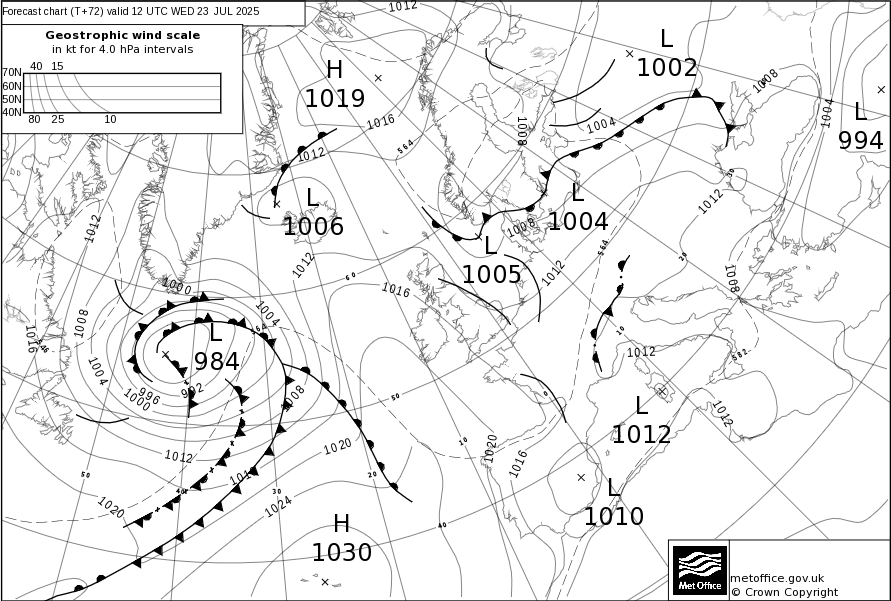 Forecast chart (T+72) valid 12 UTC WED 23 JUL 2025
Geostrophic wind scale
in kt for 4.0 hPa intervals
40 15
70N
60N
50N
40N
80 25 10
1012
H
1019
L
1002
1008
1004
L
994
1016
564
1008
1004
1012
30
1012
L
1006
L
1004
1012
1008
L
1005
564
20
1012
1012
60
1016
1008
1000
1004
564
1008
1016
546
L
984
10
1012
582
1004
992
996
1000
1008
50
0
L
1012
1012
1020
10
1020
1012
1016
50
20
1016
40
30
L
1010
1020
1024
40
H
1030
Met Office
metoffice.gov.uk
© Crown Copyright